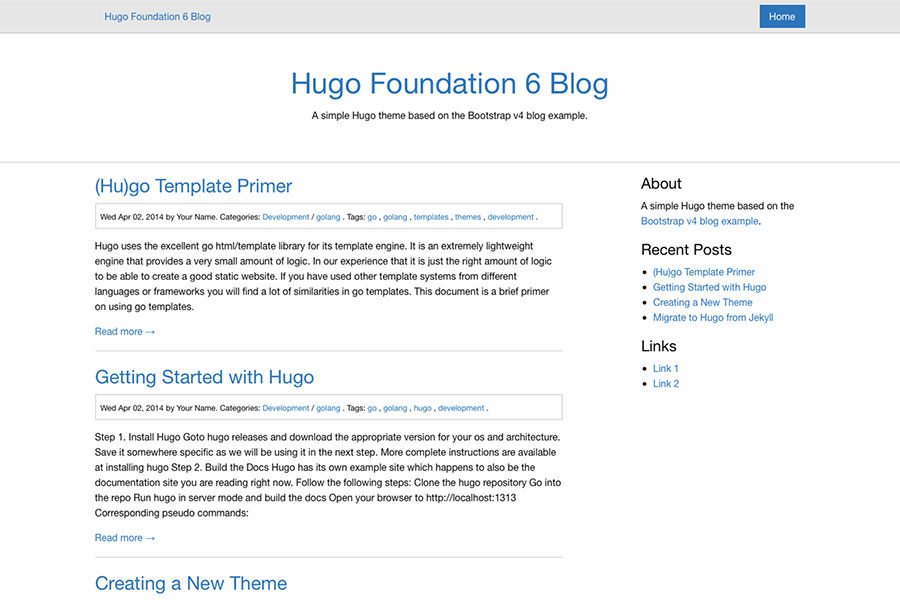 Hugo Foundation 6 Blog
Home
Hugo Foundation 6 Blog
A simple Hugo theme based on the Bootstrap v4 blog example.
(Hu)go Template Primer
Wed Apr 02, 2014 by Your Name. Categories: Development / golang . Tags: go , golang , templates , themes , development .
Hugo uses the excellent go html/template library for its template engine. It is an extremely lightweight
engine that provides a very small amount of logic. In our experience that it is just the right amount of logic
to be able to create a good static website. If you have used other template systems from different
languages or frameworks you will find a lot of similarities in go templates. This document is a brief primer
on using go templates.
Read more →
Getting Started with Hugo
Wed Apr 02, 2014 by Your Name. Categories: Development / golang . Tags: go , golang , hugo , development .
Step 1. Install Hugo Goto hugo releases and download the appropriate version for your os and architecture.
Save it somewhere specific as we will be using it in the next step. More complete instructions are available
at installing hugo Step 2. Build the Docs Hugo has its own example site which happens to also be the
documentation site you are reading right now. Follow the following steps: Clone the hugo repository Go into
the repo Run hugo in server mode and build the docs Open your browser to http://localhost:1313
Corresponding pseudo commands:
Read more →
Creating a New Theme
About
A simple Hugo theme based on the
Bootstrap v4 blog example.
Recent Posts
(Hu)go Template Primer
Getting Started with Hugo
Creating a New Theme
Migrate to Hugo from Jekyll
Links
Link 1
Link 2